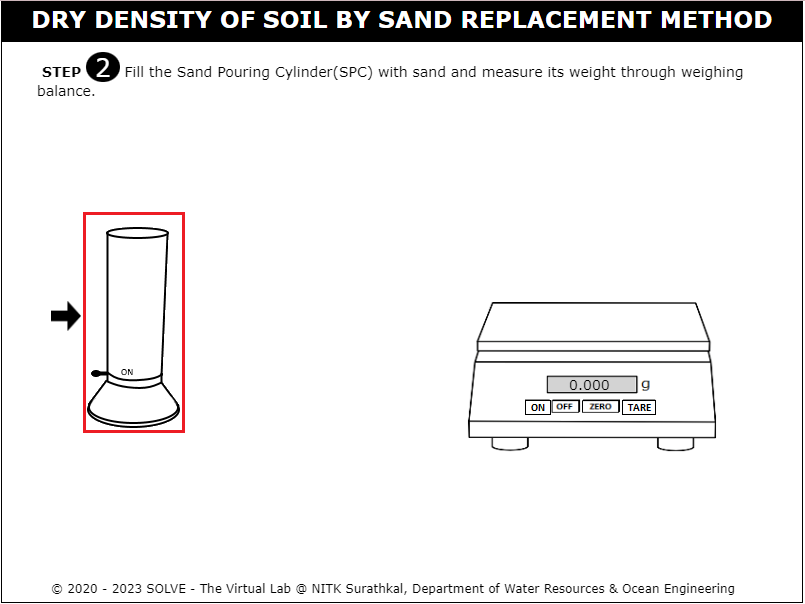 DRY DENSITY OF SOIL BY SAND REPLACEMENT METHOD
STEP 2 Fill the Sand Pouring Cylinder(SPC) with sand and measure its weight through weighing
balance.
ON
0.000 g
ON OFF ZERO TARE
© 2020 - 2023 SOLVE - The Virtual Lab @ NITK Surathkal, Department of Water Resources & Ocean Engineering